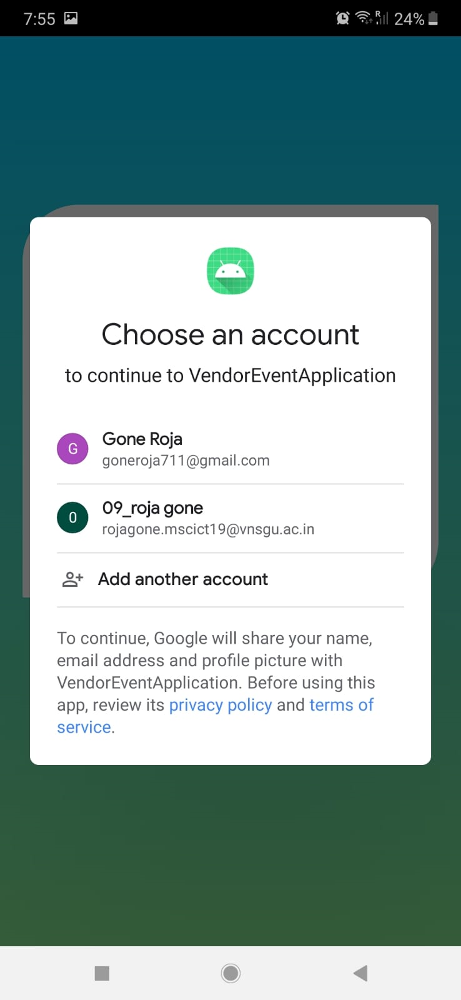 7:55
R 24%
Choose an account
to continue to VendorEventApplication
G
Gone Roja
goneroja711@gmail.com
0
09_roja gone
rojagone.mscict19@vnsgu.ac.in
Add another account
To continue, Google will share your name,
email address and profile picture with
VendorEventApplication. Before using this
app, review its privacy policy and terms of
service.